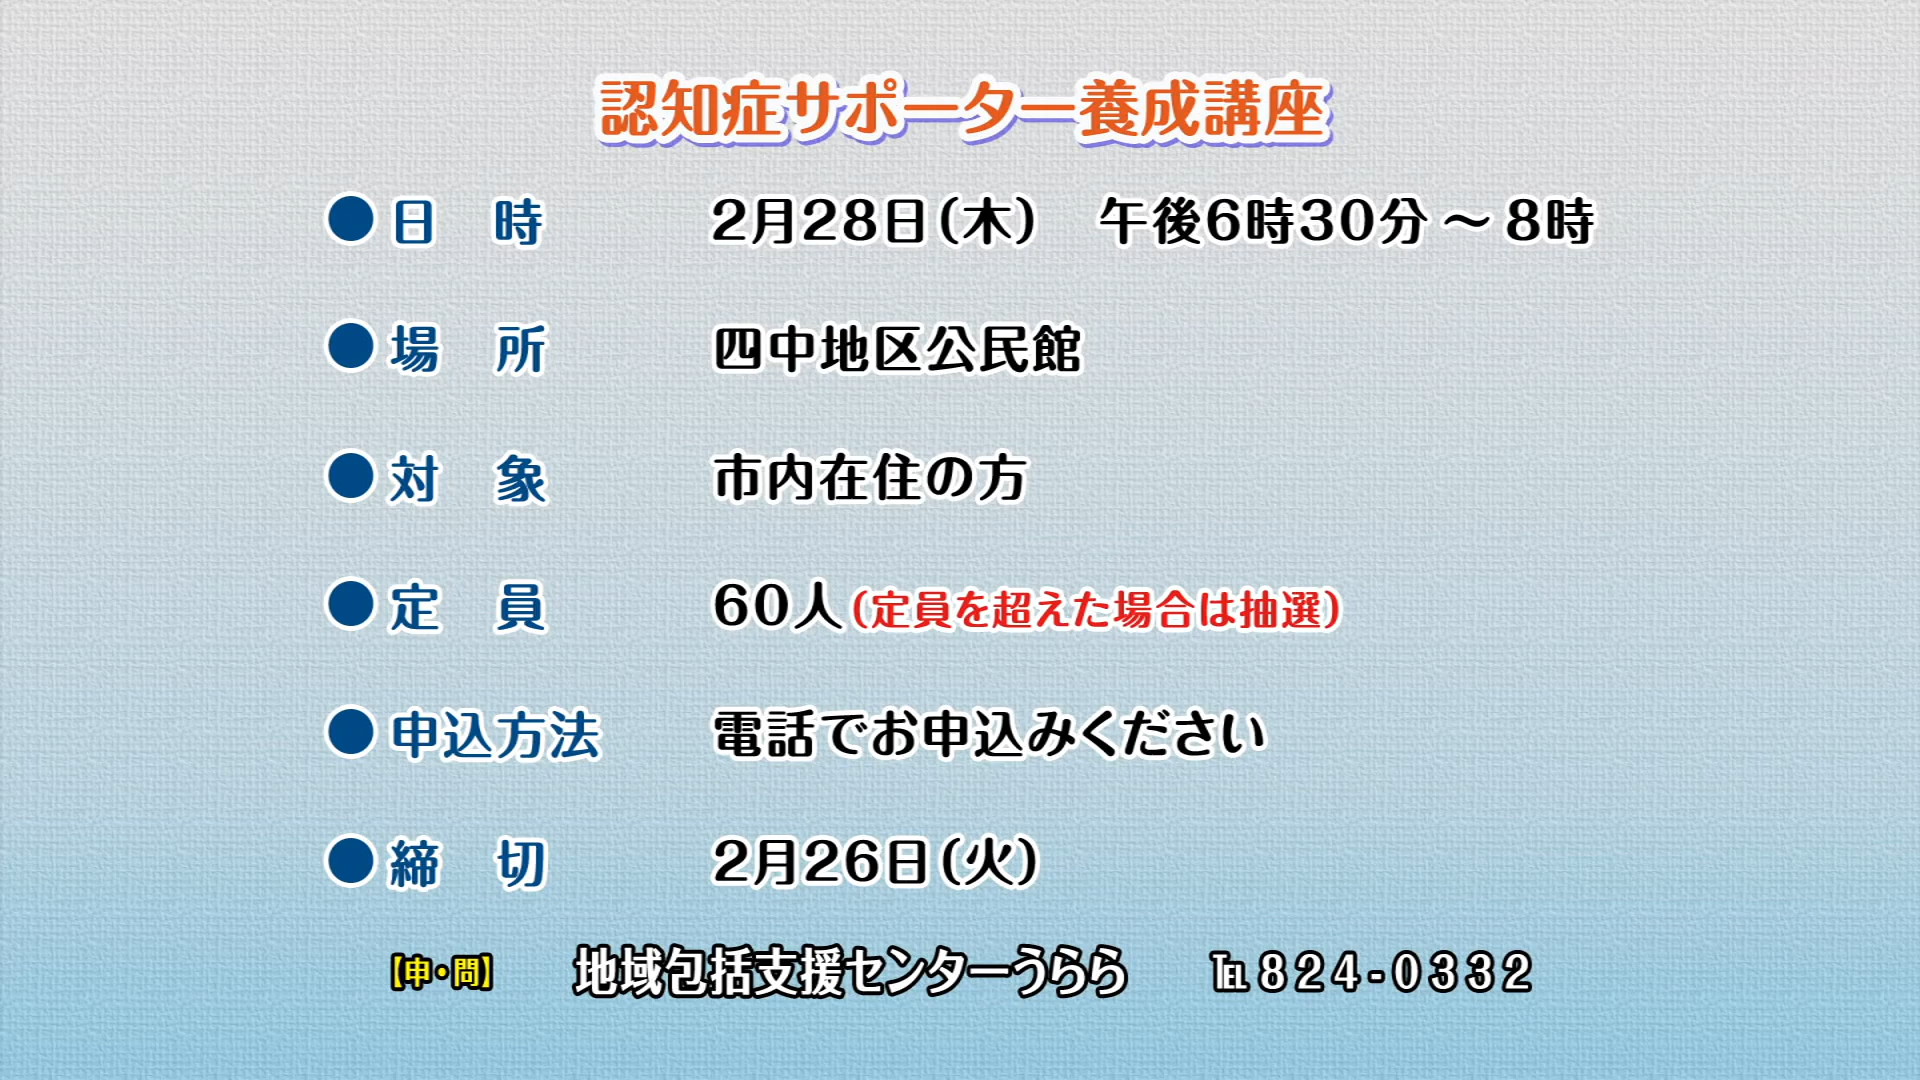 認知症サポーター養成講座
●日　時　2月28日（木）　午後6時30分～8時
●場　所　四中地区公民館
●対　象　市内在住の方
●定　員　60人（定員を超えた場合は抽選）
●申込方法　電話でお申込みください
●締　切　2月26日（火）
【申・問】　地域包括支援センターうらら　℡824-0332